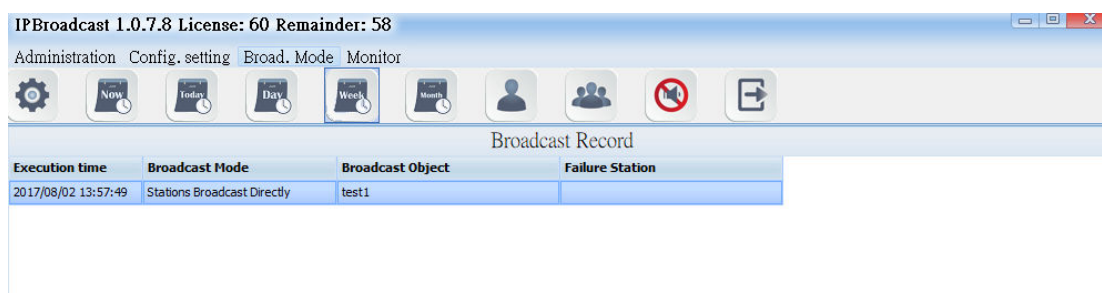 IPBroadcast 1.0.7.8 License: 60 Remainder: 58
Administration Config. setting Broad. Mode Monitor
Now Today Day Week Month
Broadcast Record
Execution time Broadcast Mode Broadcast Object Failure Station
2017/08/02 13:57:49 Stations Broadcast Directly test1